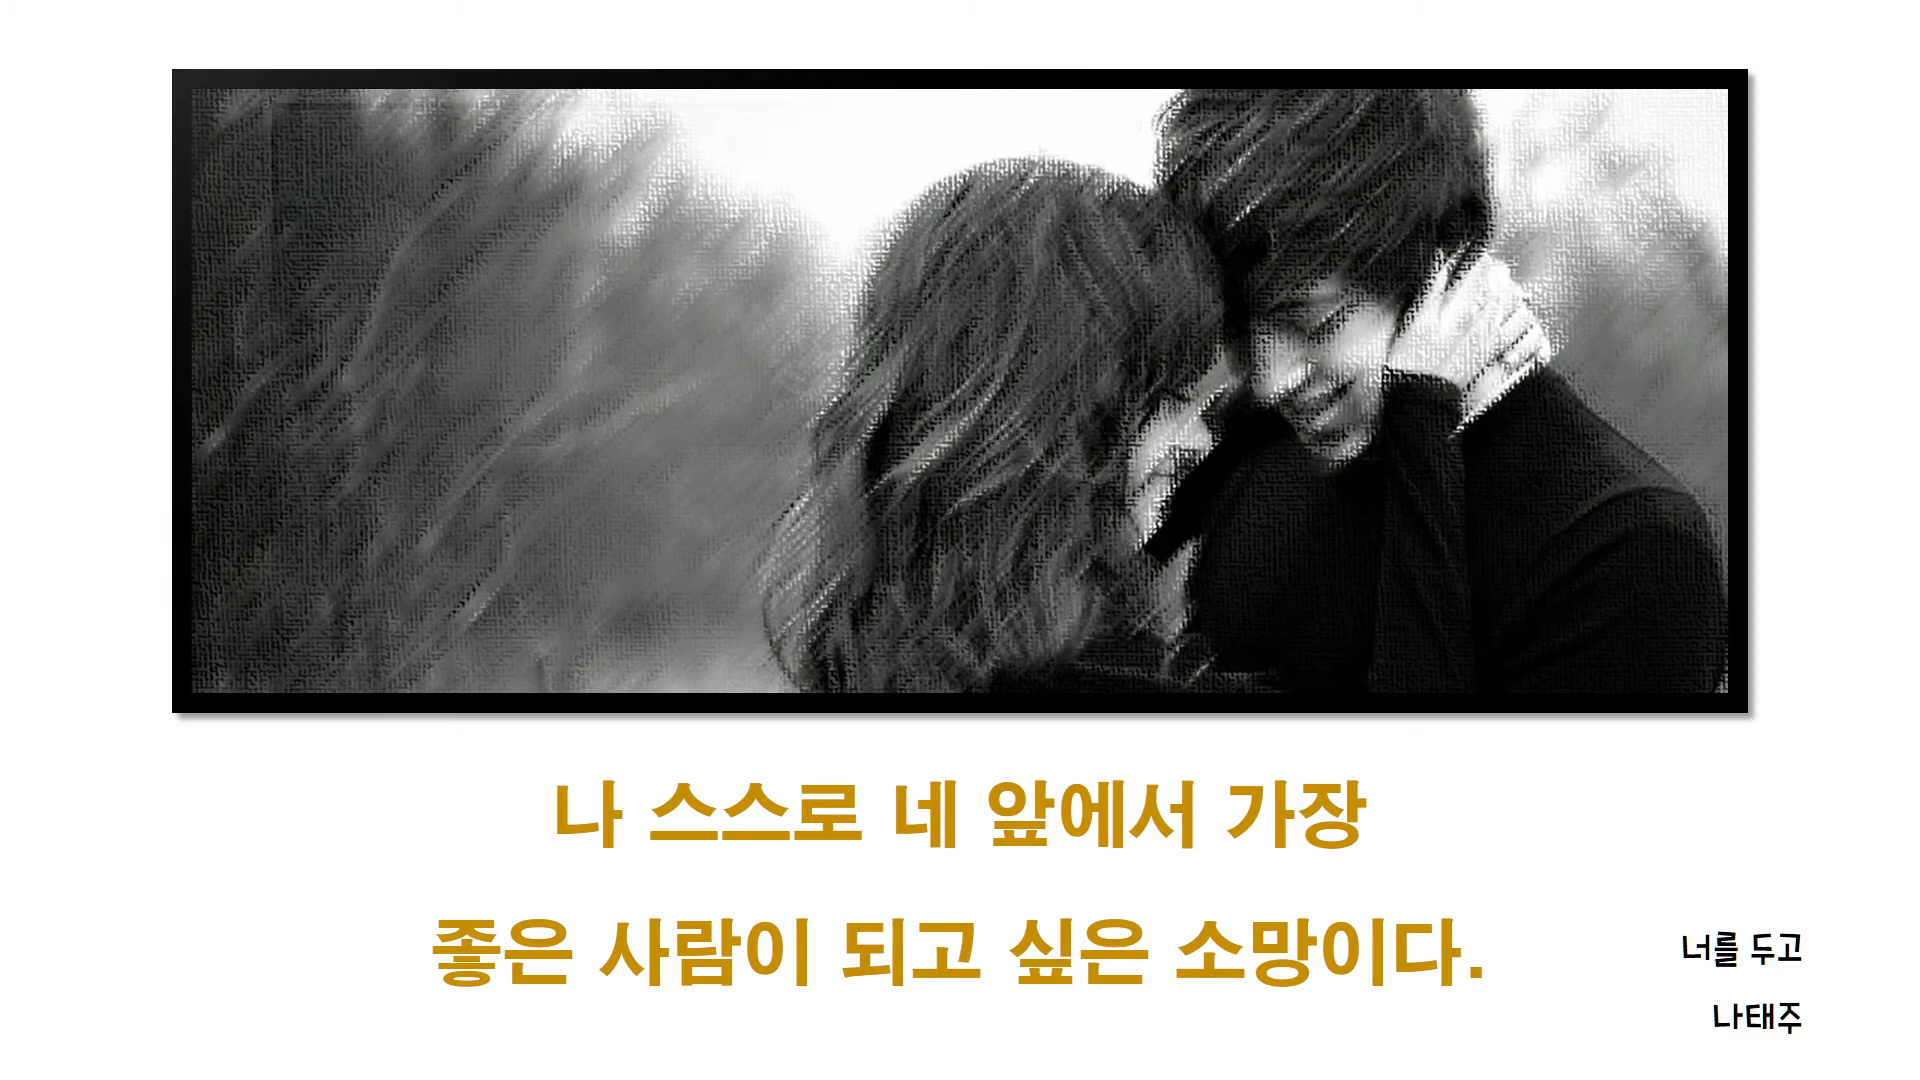 나 스스로 네 앞에서 가장
좋은 사람이 되고 싶은 소망이다.
너를 두고
나태주